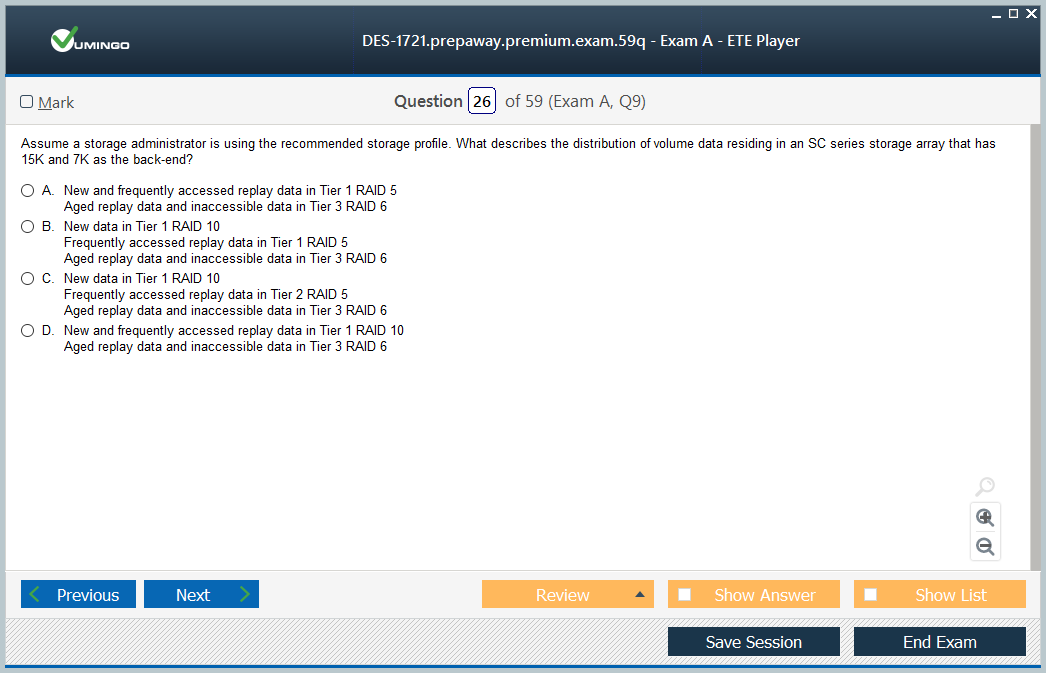 VUMINGO
DES-1721.prepaway.premium.exam.59q - Exam A - ETE Player
Mark
Question 26 of 59 (Exam A, Q9)
Assume a storage administrator is using the recommended storage profile. What describes the distribution of volume data residing in an SC series storage array that has
15K and 7K as the back-end?
A. New and frequently accessed replay data in Tier 1 RAID 5
Aged replay data and inaccessible data in Tier 3 RAID 6
B. New data in Tier 1 RAID 10
Frequently accessed replay data in Tier 1 RAID 5
Aged replay data and inaccessible data in Tier 3 RAID 6
C. New data in Tier 1 RAID 10
Frequently accessed replay data in Tier 2 RAID 5
Aged replay data and inaccessible data in Tier 3 RAID 6
D. New and frequently accessed replay data in Tier 1 RAID 10
Aged replay data and inaccessible data in Tier 3 RAID 6
Previous
Next
Review
Show Answer
Show List
Save Session
End Exam